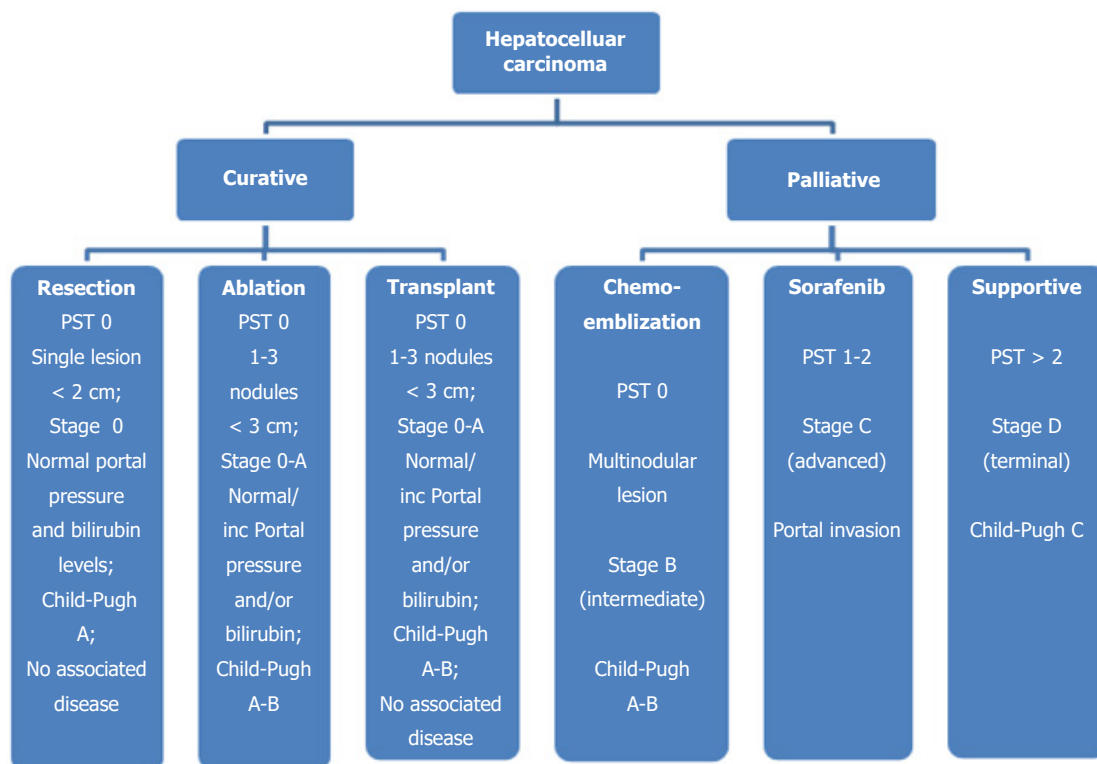 Hepatocelluar
carcinoma
Curative
Palliative
Resection
PST 0
Single lesion
< 2 cm;
Stage 0
Normal portal
pressure
and bilirubin
levels;
Child-Pugh
A;
No associated
disease
Ablation
PST 0
1-3
nodules
< 3 cm;
Stage 0-A
Normal/
inc Portal
pressure
and/or
bilirubin;
Child-Pugh
A-B
Transplant
PST 0
1-3 nodules
< 3 cm;
Stage 0-A
Normal/
inc Portal
pressure
and/or
bilirubin;
Child-Pugh
A-B;
No associated
disease
Chemo-
emblization
PST 0
Multinodular
lesion
Stage B
(intermediate)
Child-Pugh
A-B
Sorafenib
PST 1-2
Stage C
(advanced)
Portal invasion
Supportive
PST > 2
Stage D
(terminal)
Child-Pugh C